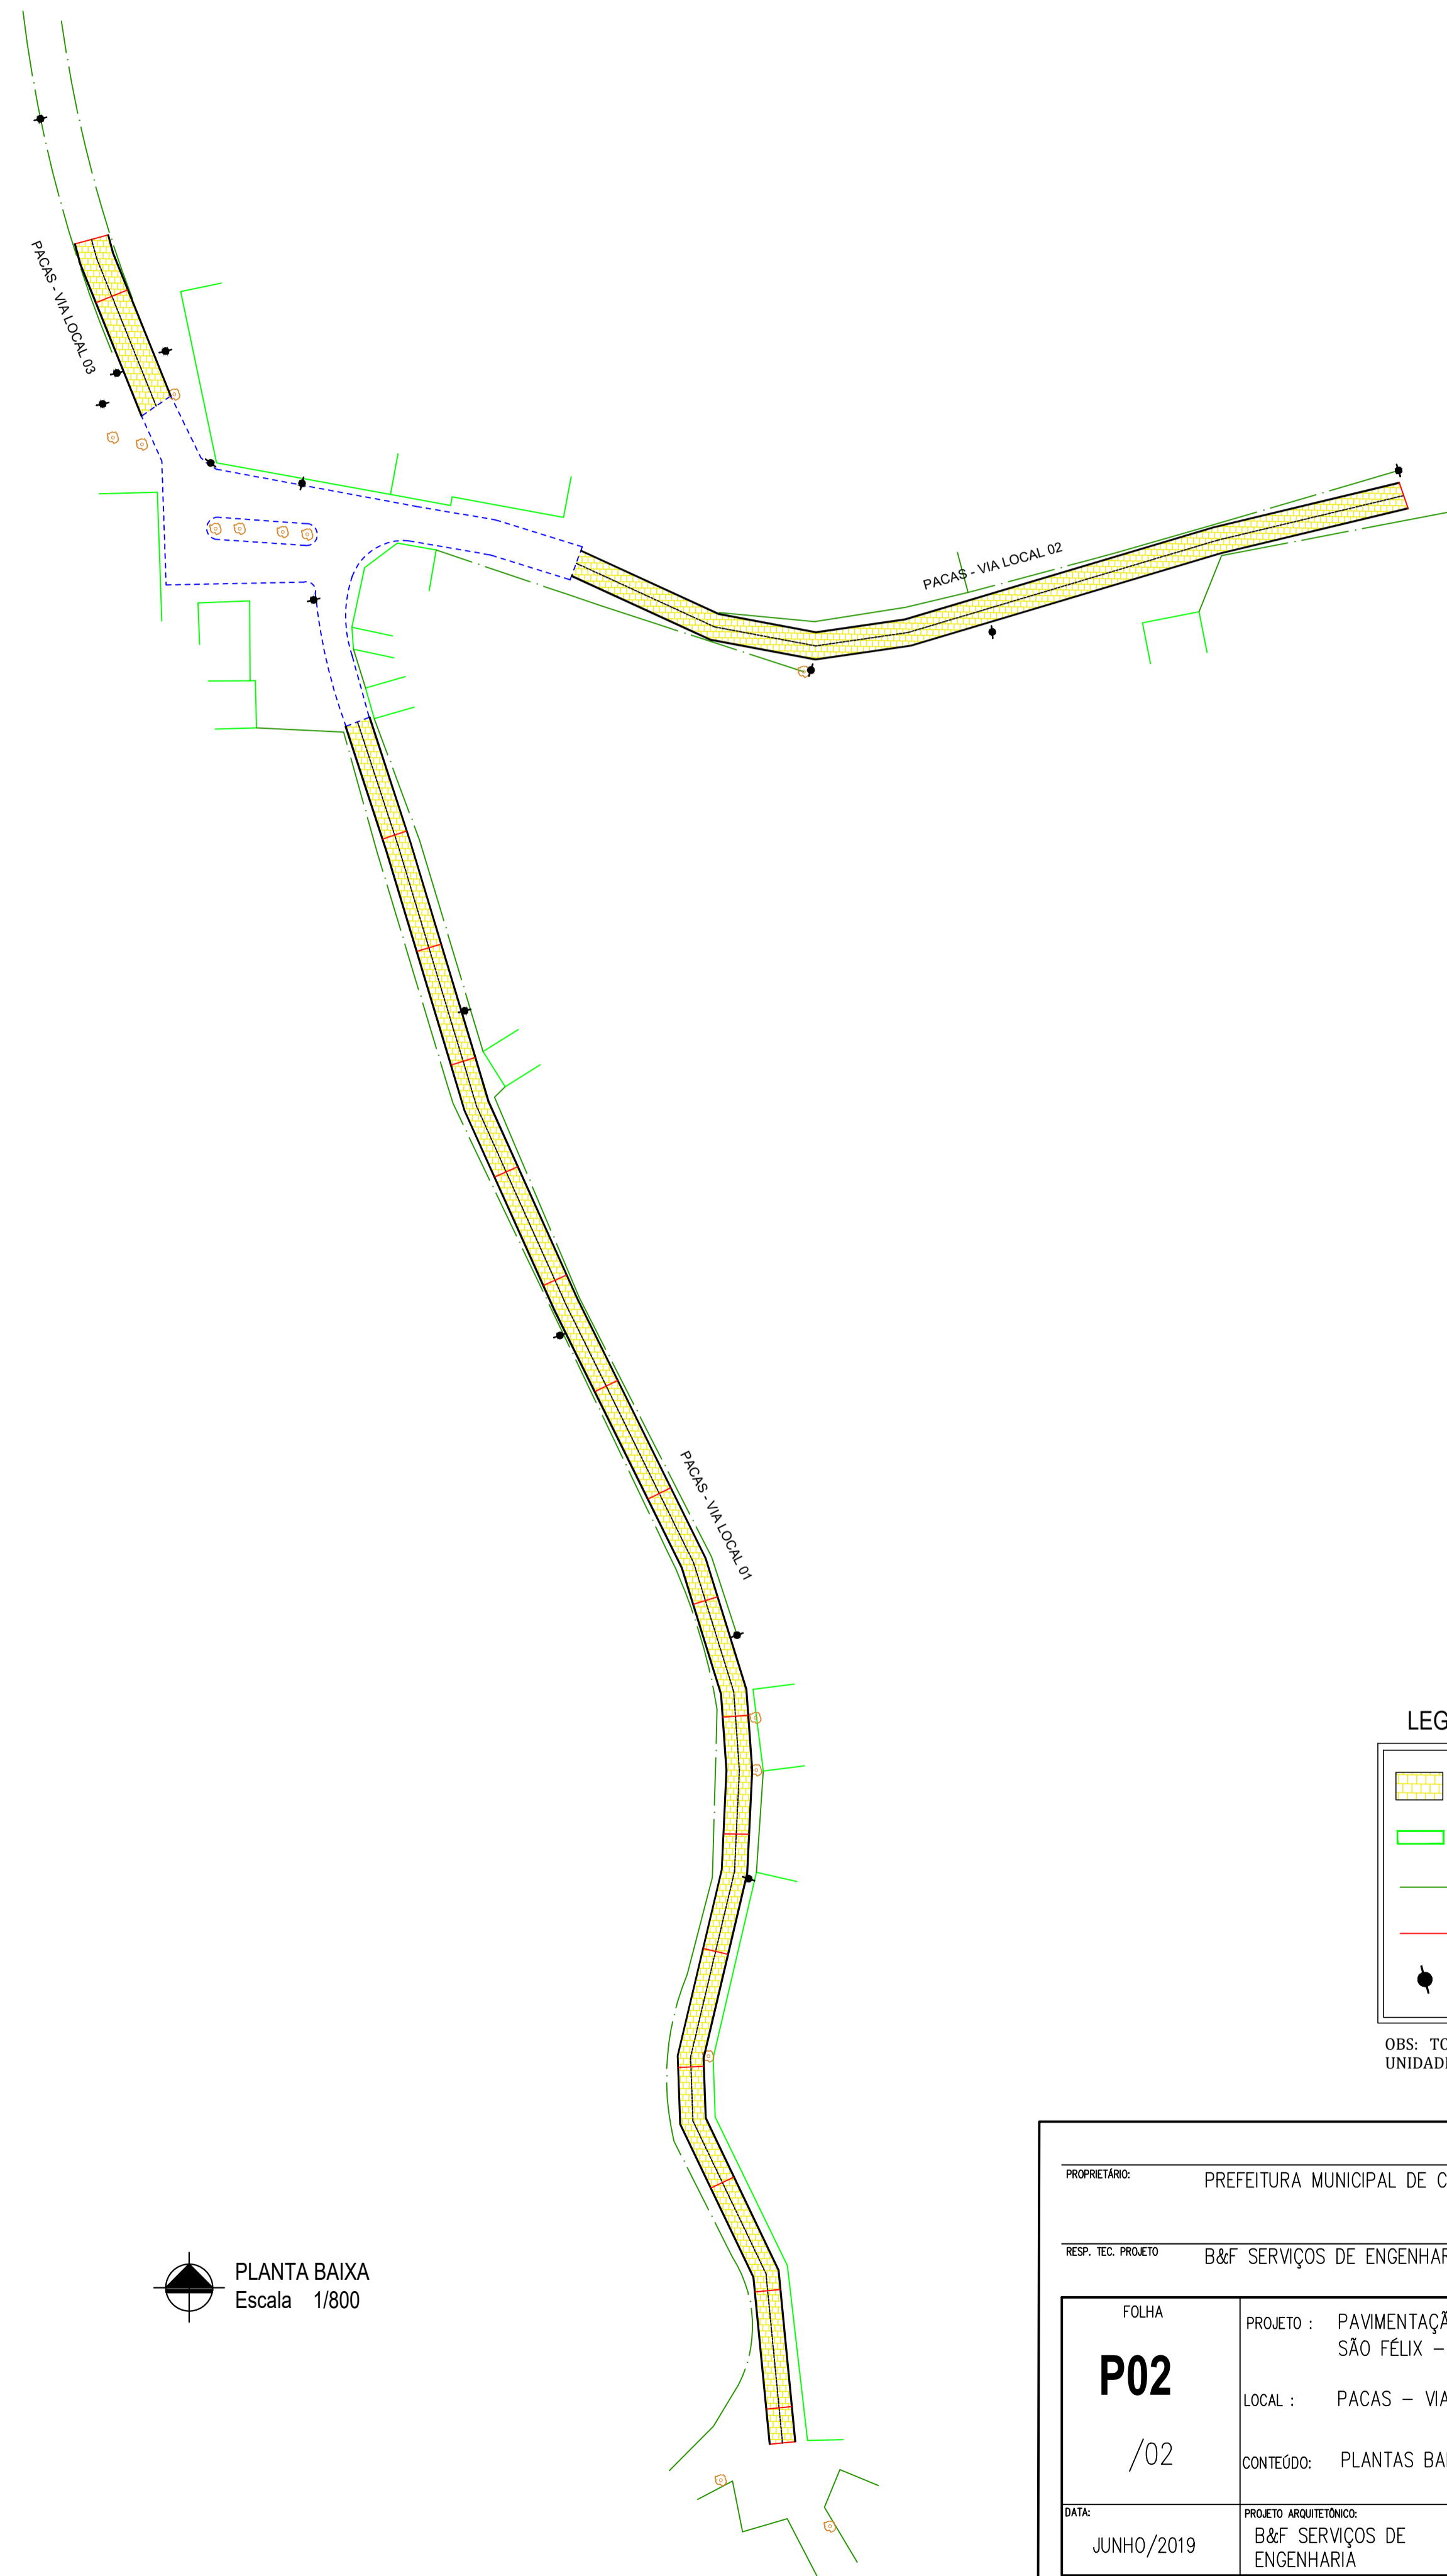 PACAS - VIA LOCAL 03
PACAS - VIA LOCAL 02
PACAS - VIA LOCAL 01
LEG
OBS: TO
UNIDAD
PROPRIETÁRIO:
PREFEITURA MUNICIPAL DE C
RESP. TEC. PROJETO
B&F SERVIÇOS DE ENGENHAR
PLANTA BAIXA
Escala 1/800
FOLHA
P02
/02
PROJETO : PAVIMENTAÇÃ
SÃO FÉLIX –
LOCAL : PACAS – VIA
CONTEÚDO: PLANTAS BAI
DATA:
JUNHO/2019
PROJETO ARQUITETÔNICO:
B&F SERVIÇOS DE
ENGENHARIA